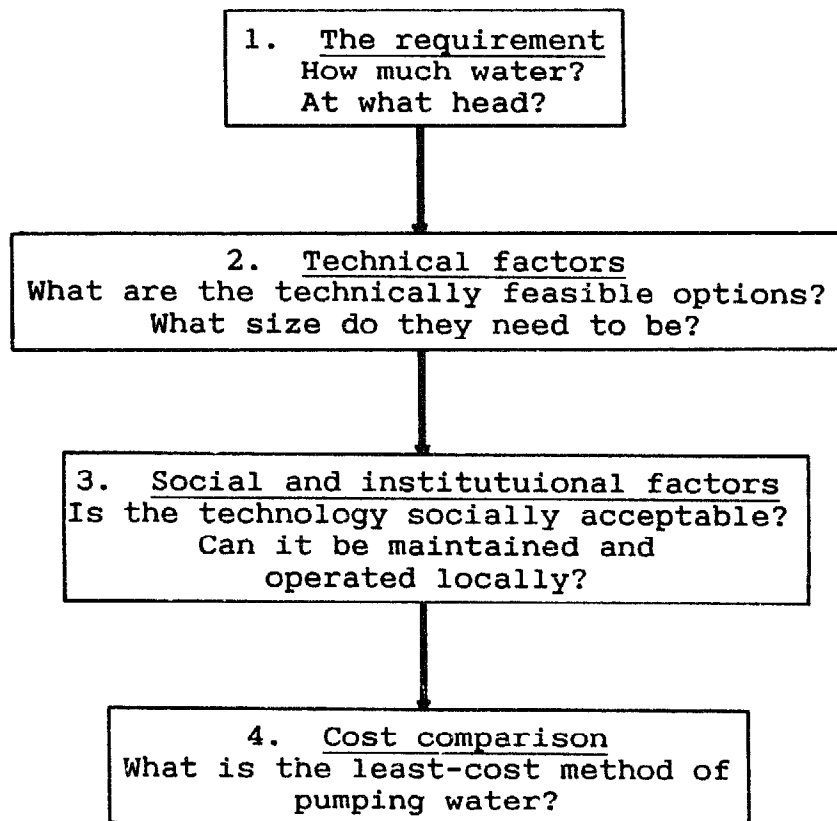 1. The requirement
How much water?
At what head?
2. Technical factors
What are the technically feasible options?
What size do they need to be?
3. Social and institutuional factors
Is the technology socially acceptable?
Can it be maintained and
operated locally?
4. Cost comparison
What is the least-cost method of
pumping water?